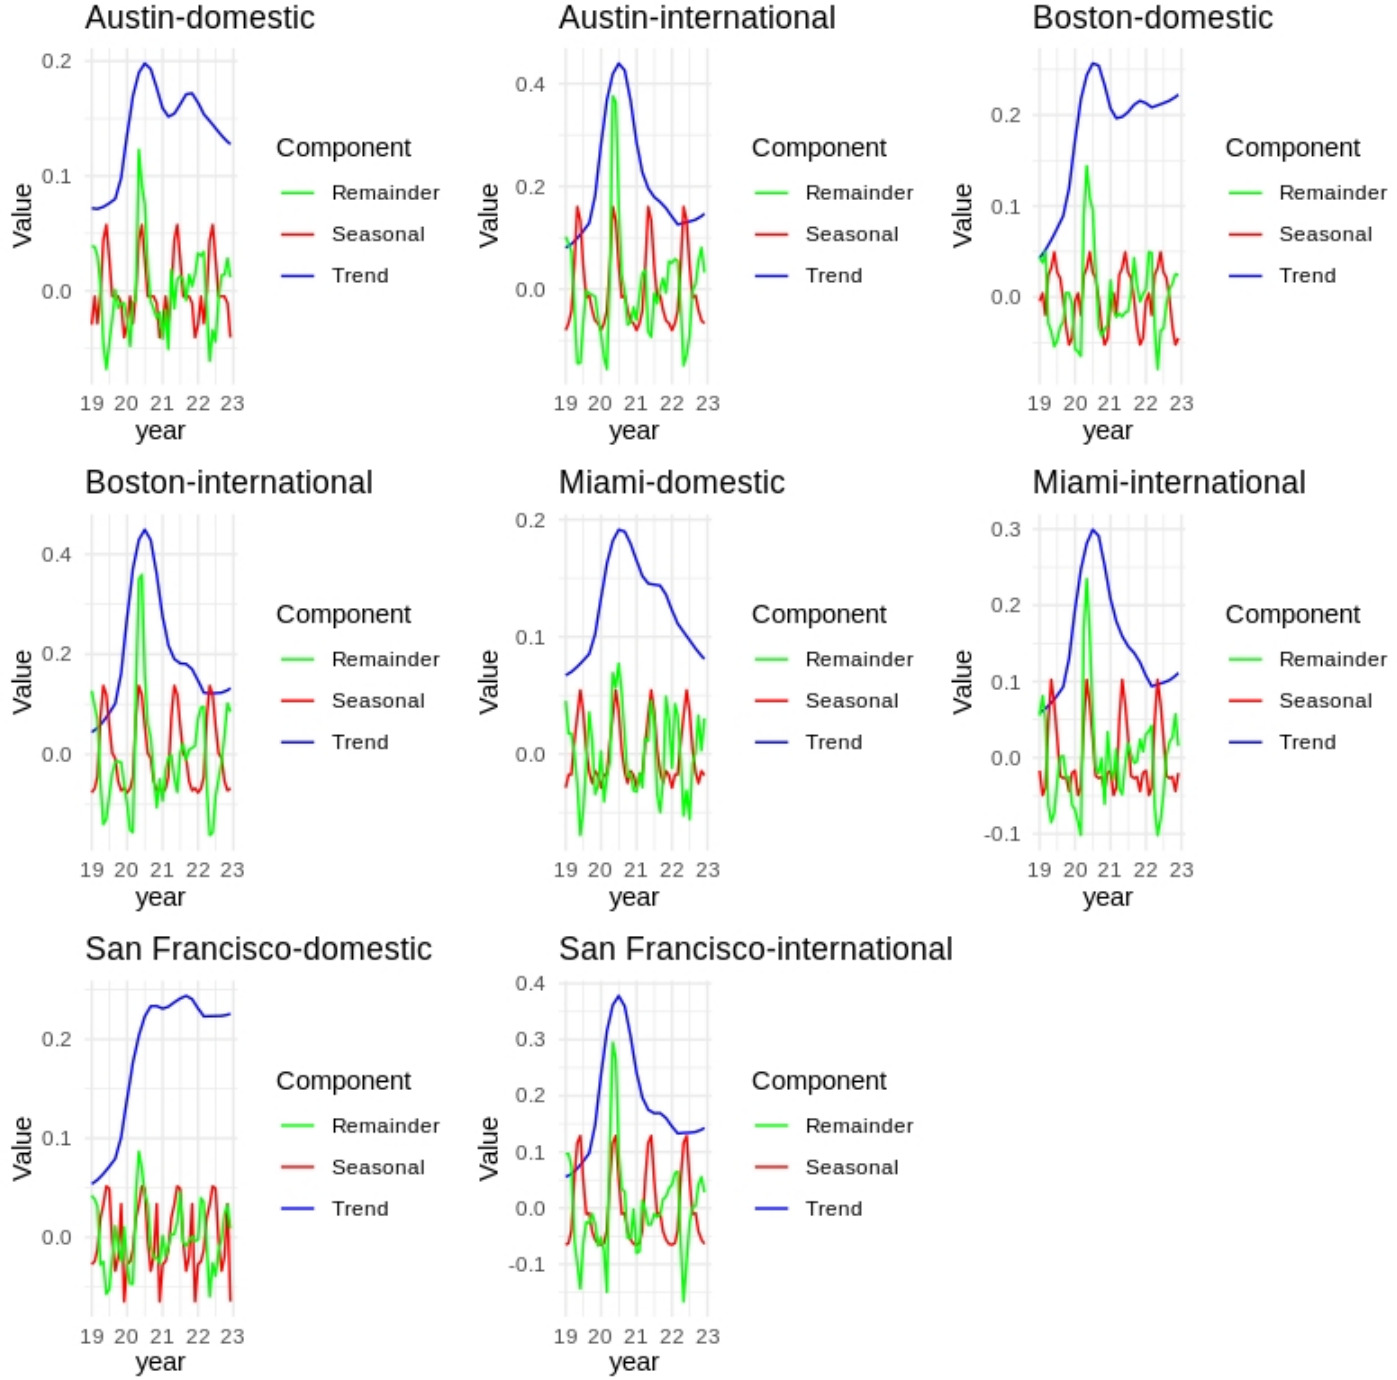 Austin-domestic
0.2
0.1
0.0
Value
19 20 21 22 23
year
Component
Remainder
Seasonal
Trend
Austin-international
0.4
0.2
0.0
Value
19 20 21 22 23
year
Component
Remainder
Seasonal
Trend
Boston-domestic
0.2
0.1
0.0
Value
19 20 21 22 23
year
Component
Remainder
Seasonal
Trend
Boston-international
0.4
0.2
0.0
Value
19 20 21 22 23
year
Component
Remainder
Seasonal
Trend
Miami-domestic
0.2
0.1
0.0
Value
19 20 21 22 23
year
Component
Remainder
Seasonal
Trend
Miami-international
0.3
0.2
0.1
0.0
-0.1
Value
19 20 21 22 23
year
Component
Remainder
Seasonal
Trend
San Francisco-domestic
0.2
0.1
0.0
Value
19 20 21 22 23
year
Component
Remainder
Seasonal
Trend
San Francisco-international
0.4
0.3
0.2
0.1
0.0
-0.1
Value
19 20 21 22 23
year
Component
Remainder
Seasonal
Trend